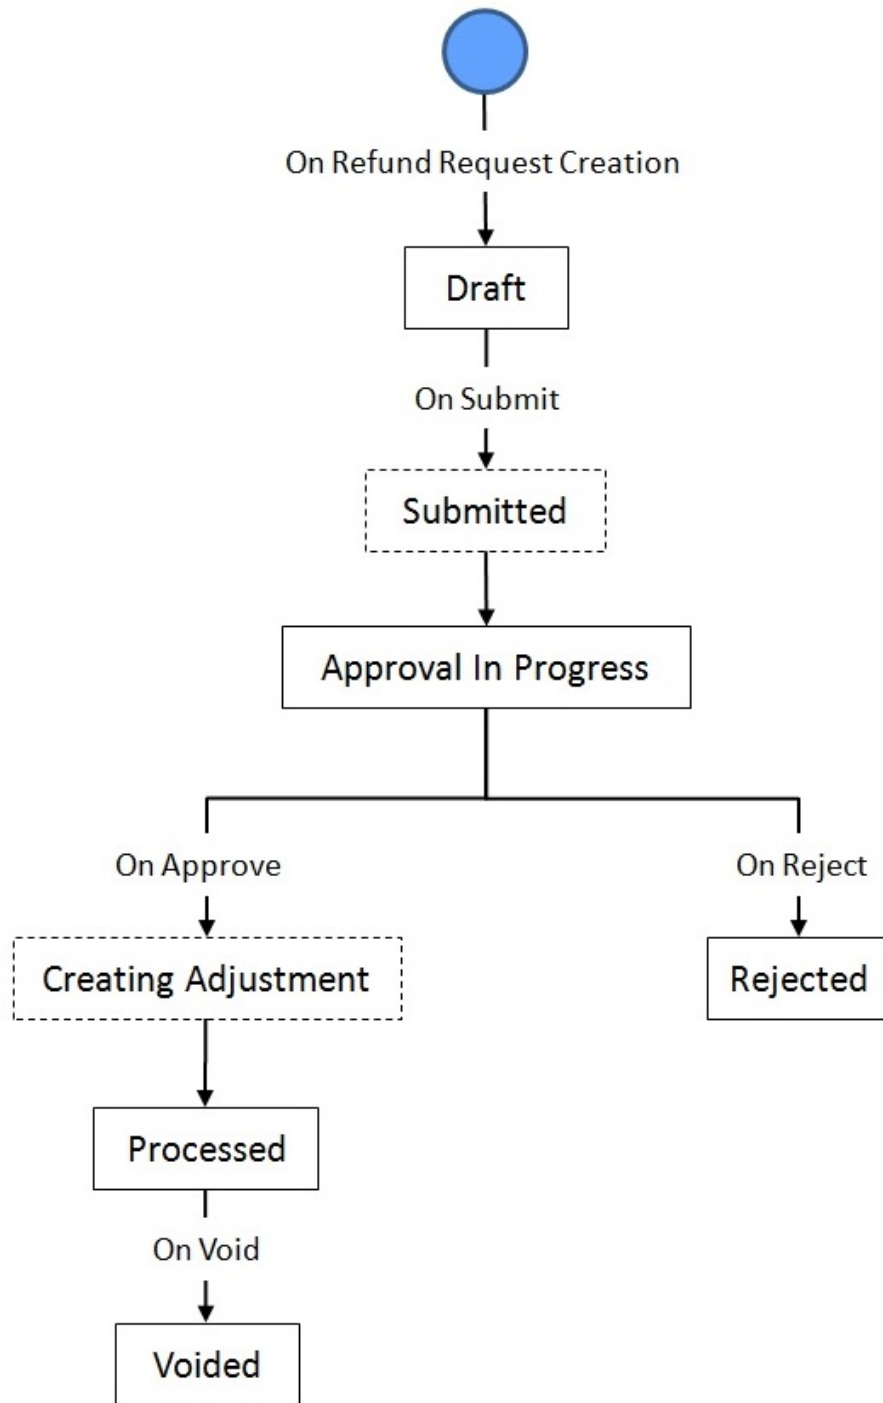 On Refund Request Creation
Draft
On Submit
Submitted
Approval In Progress
On Approve
On Reject
Creating Adjustment
Rejected
Processed
On Void
Voided